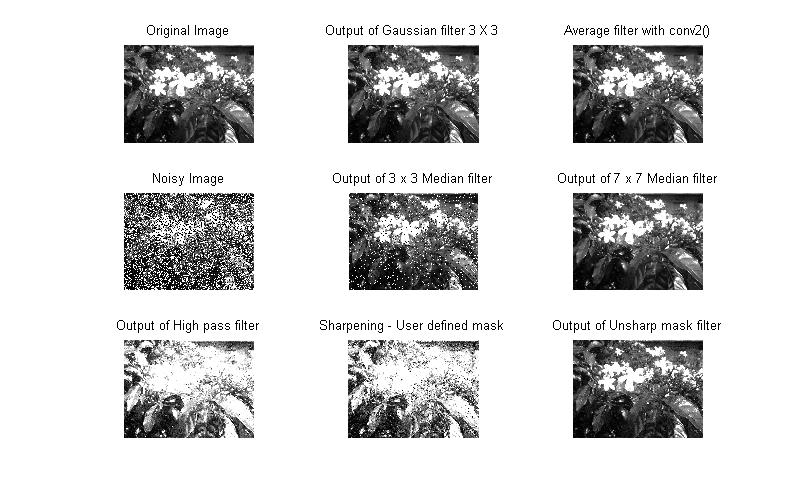 Original Image
Output of Gaussian filter 3 X 3
Average filter with conv2()
Noisy Image
Output of 3 x 3 Median filter
Output of 7 x 7 Median filter
Output of High pass filter
Sharpening - User defined mask
Output of Unsharp mask filter